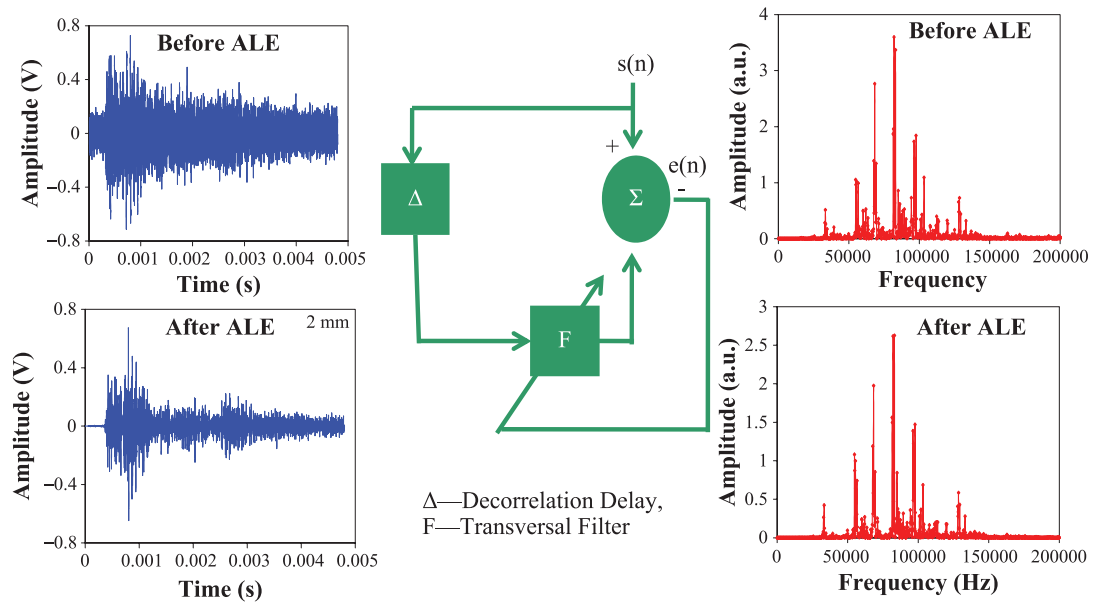 Before ALE
Amplitude (V)
0.8
0.4
0
−0.4
−0.8
0 0.001 0.002 0.003 0.004 0.005
Time (s)
After ALE
2 mm
Amplitude (V)
0.8
0.4
0
−0.4
−0.8
0 0.001 0.002 0.003 0.004 0.005
Time (s)
s(n)
+
e(n)
-
Δ
Σ
F
Δ—Decorrelation Delay,
F—Transversal Filter
Before ALE
Amplitude (a.u.)
4
3
2
1
0
0 50000 100000 150000 200000
Frequency
After ALE
Amplitude (a.u.)
3
2.5
2
1.5
1
0.5
0
0 50000 100000 150000 200000
Frequency (Hz)